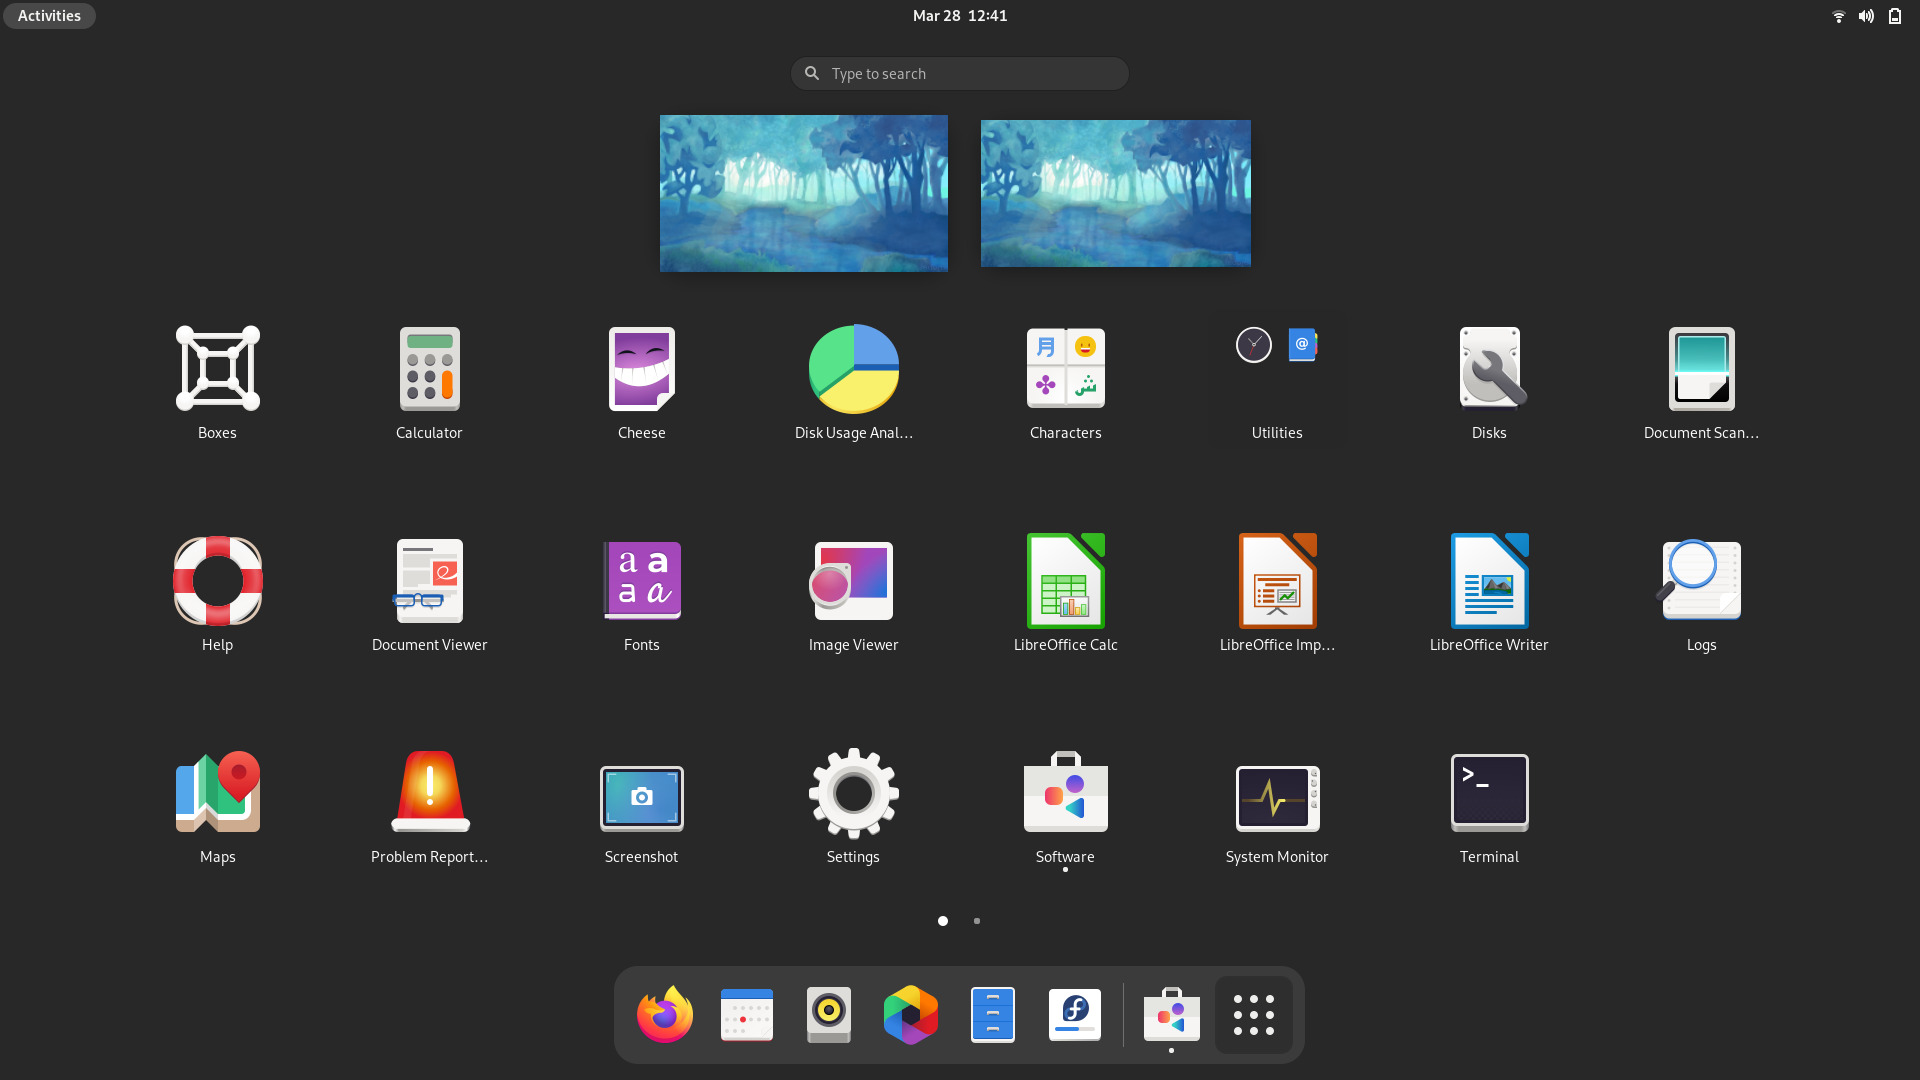 Activities
Mar 28 12:41
Type to search
Boxes
Calculator
Cheese
Disk Usage Anal...
Characters
Utilities
Disks
Document Scan...
Help
Document Viewer
Fonts
Image Viewer
LibreOffice Calc
LibreOffice Imp...
LibreOffice Writer
Logs
Maps
Problem Report...
Screenshot
Settings
Software
System Monitor
Terminal